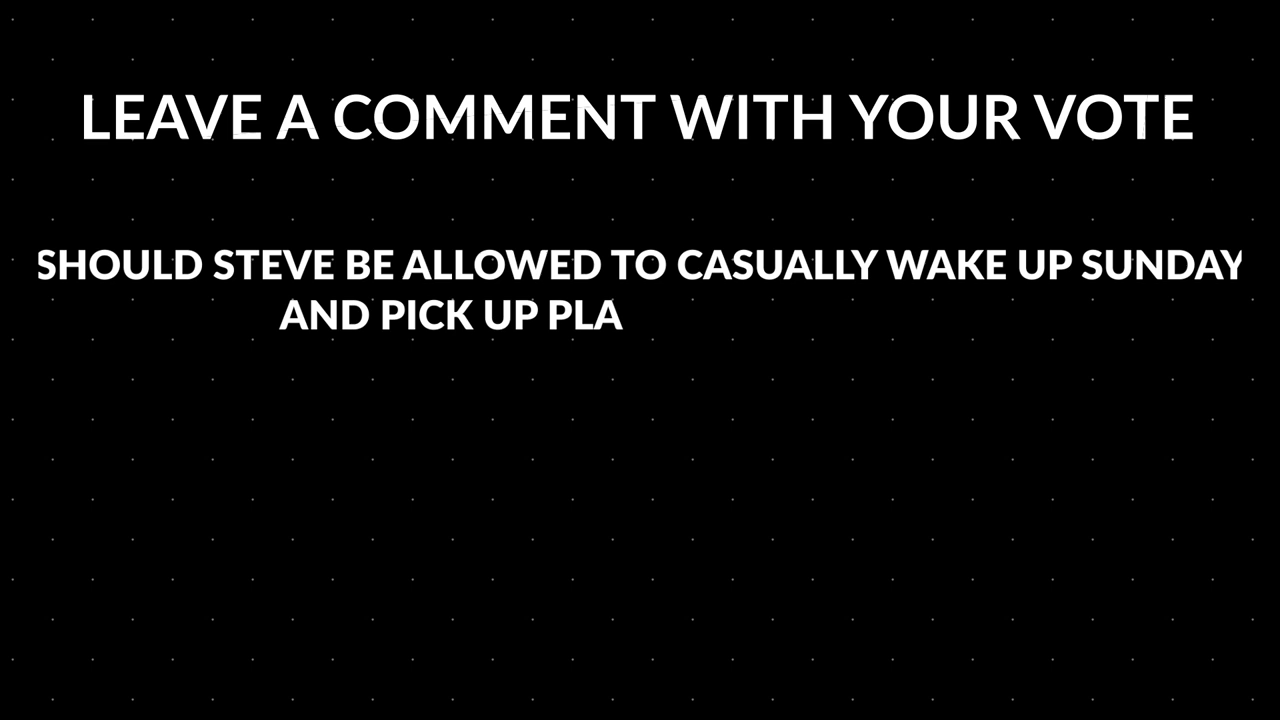 LEAVE A COMMENT WITH YOUR VOTE
SHOULD STEVE BE ALLOWED TO CASUALLY WAKE UP SUNDAY
AND PICK UP PLA